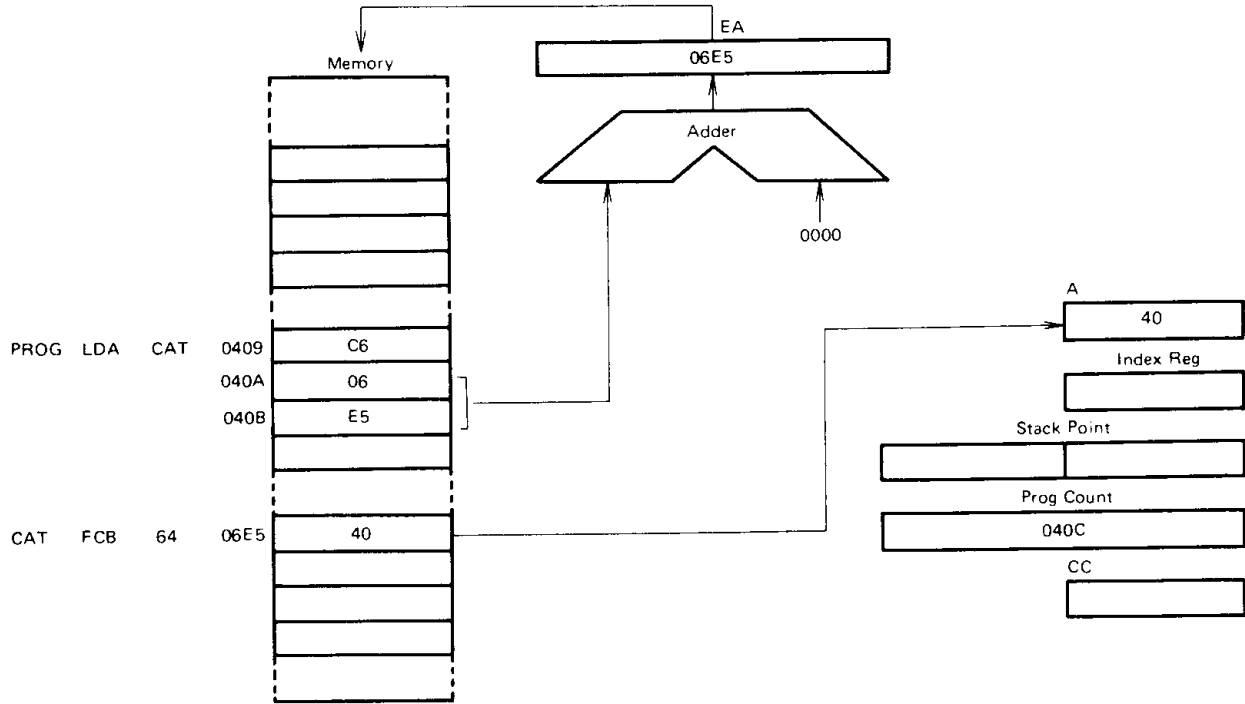 EA
06E5
Memory
Adder
0000
A
40
PROG LDA CAT 0409 C6
Index Reg
040A 06
040B E5
Stack Point
Prog Count
040C
CAT FCB 64 06E5 40
CC